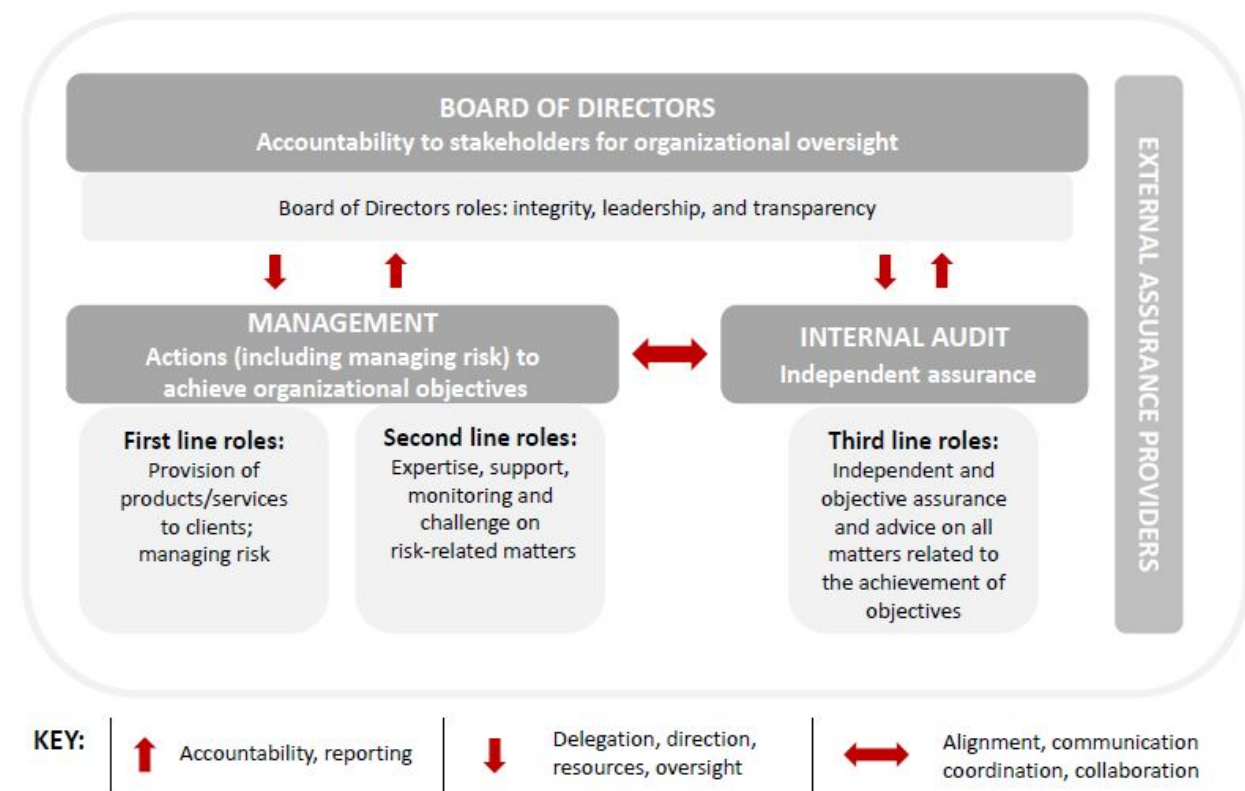 BOARD OF DIRECTORS
Accountability to stakeholders for organizational oversight
Board of Directors roles: integrity, leadership, and transparency
MANAGEMENT
Actions (including managing risk) to
achieve organizational objectives
First line roles:
Provision of
products/services
to clients;
managing risk
Second line roles:
Expertise, support,
monitoring and
challenge on
risk-related matters
INTERNAL AUDIT
Independent assurance
Third line roles:
Independent and
objective assurance
and advice on all
matters related to
the achievement of
objectives
EXTERNAL ASSURANCE PROVIDERS
KEY:
Accountability, reporting
Delegation, direction,
resources, oversight
Alignment, communication
coordination, collaboration